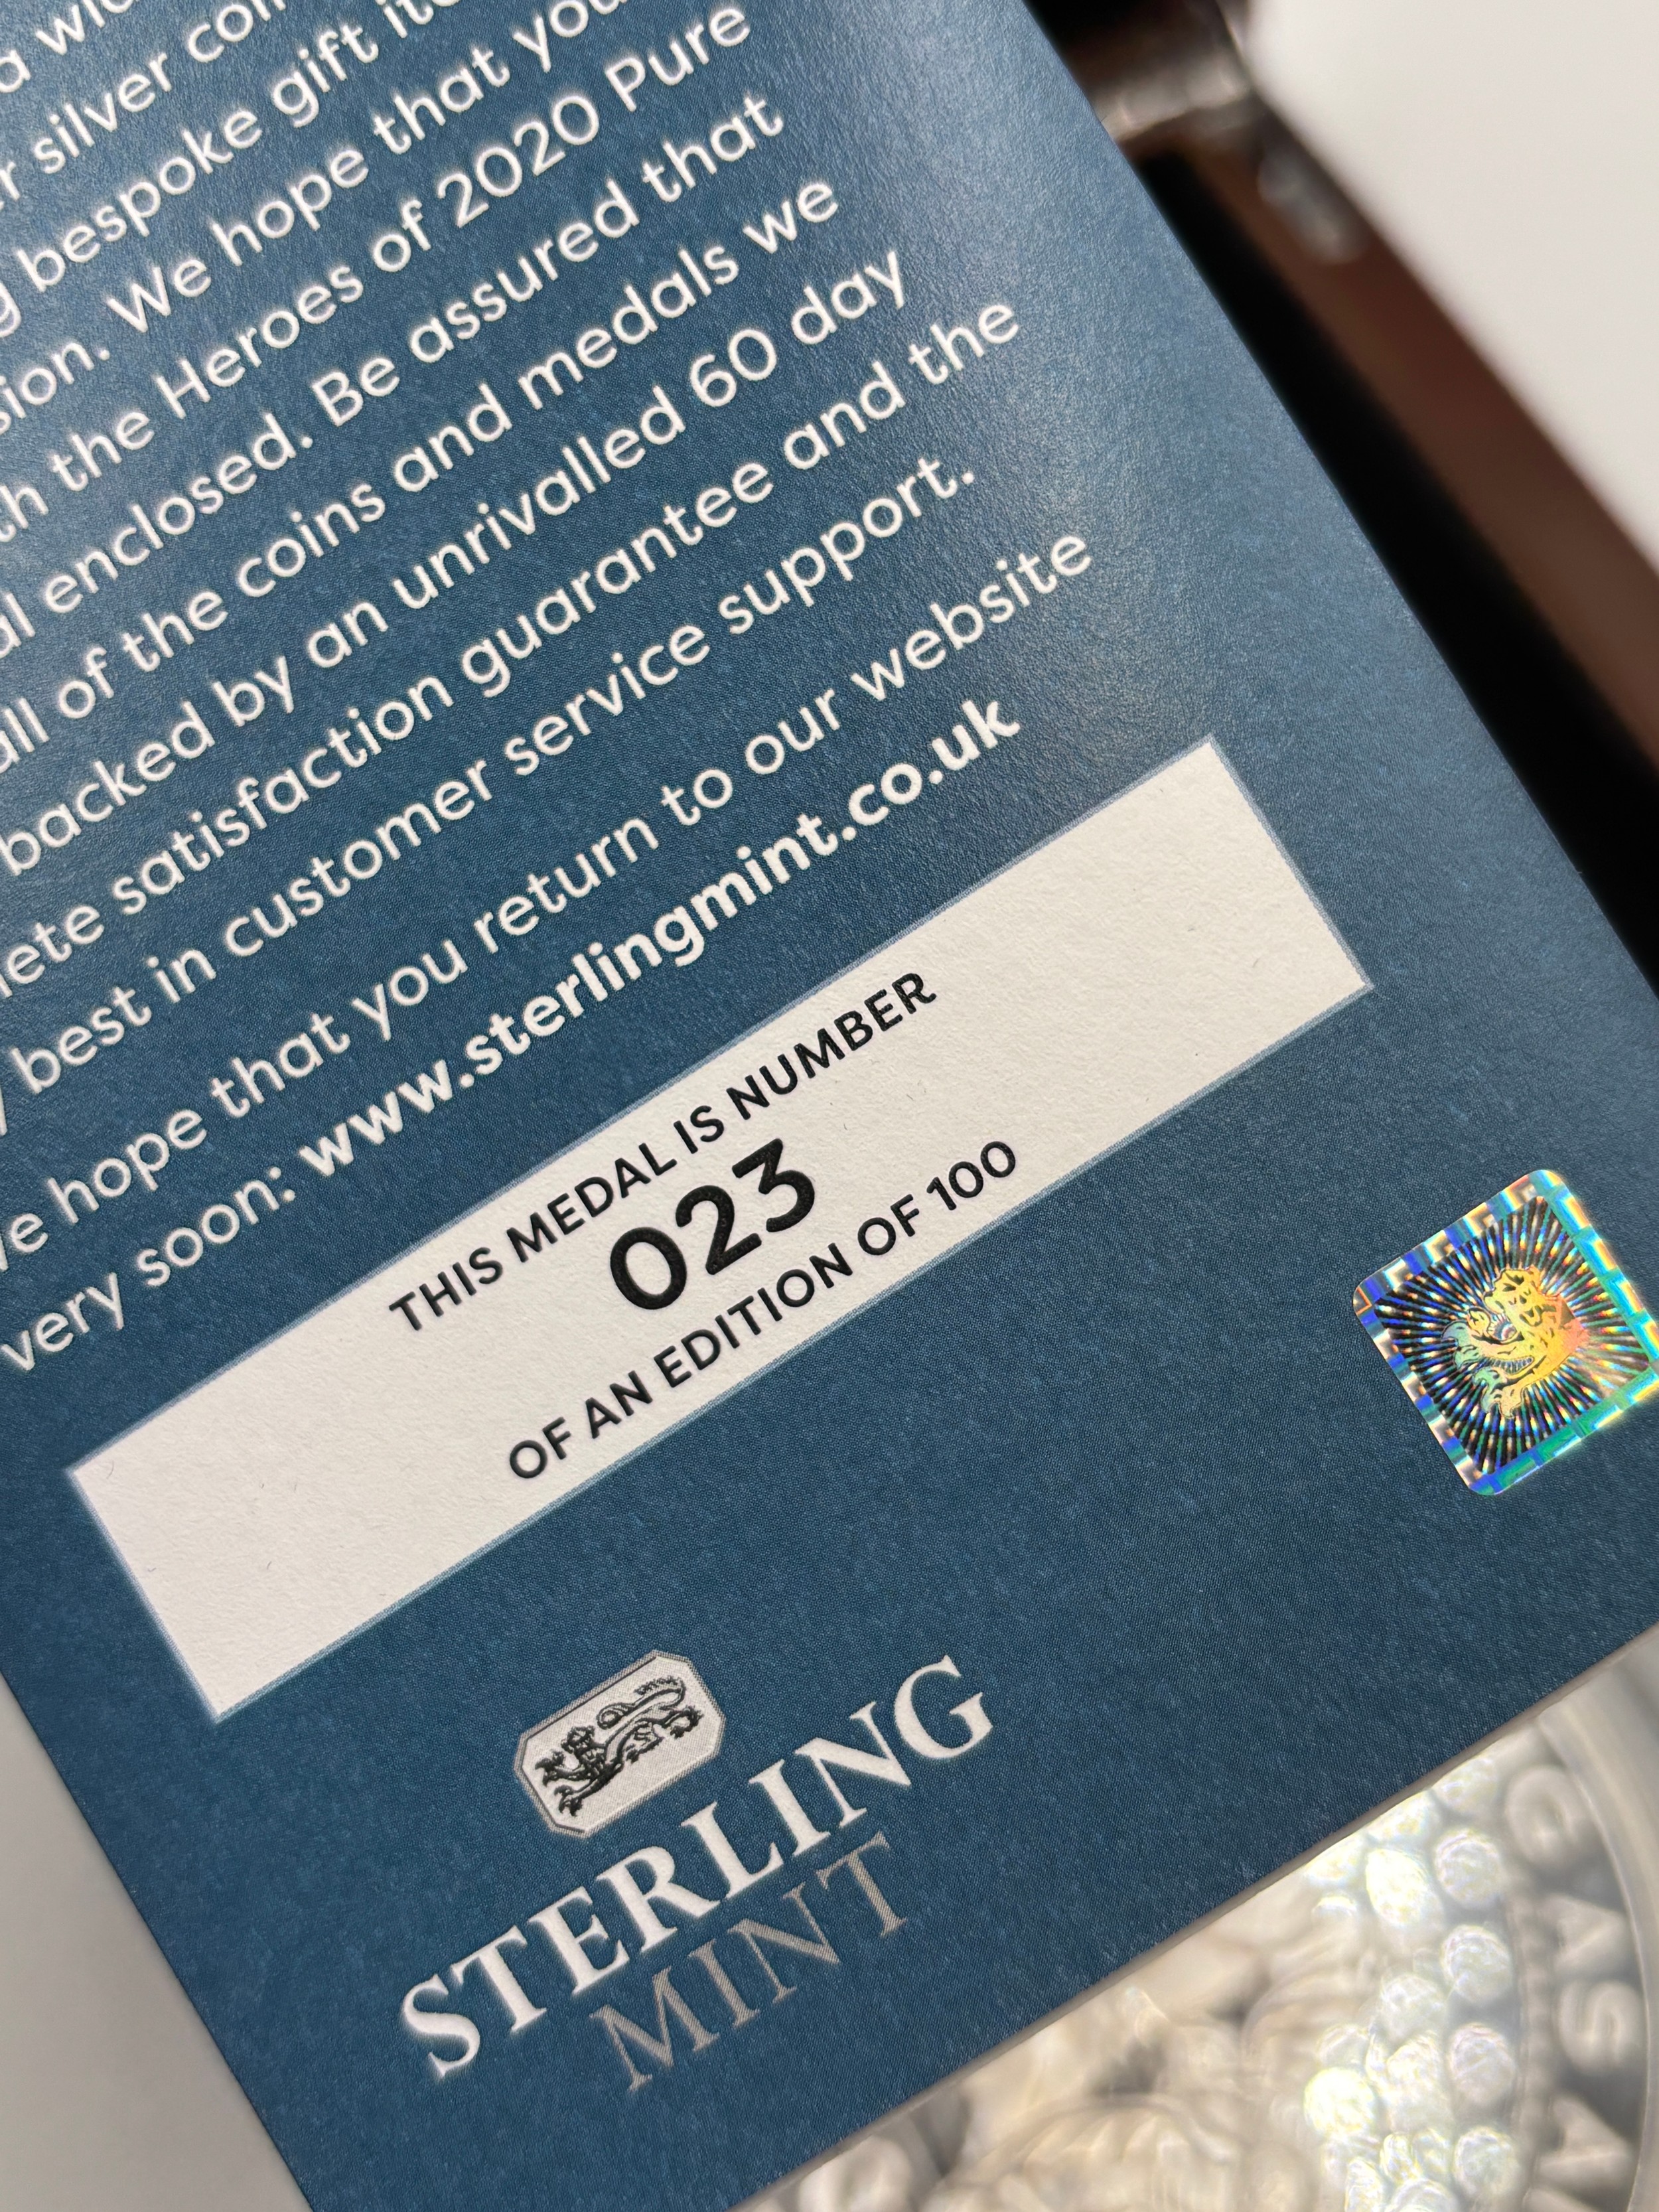 silver
bespoke gift
sion. We hope that you
the Heroes of 2020 Pure
enclosed. Be assured that
all of the coins and medals we
backed by an unrivalled 60 day
satisfaction guarantee and the
best in customer service support.
hope that you return to our website
very soon: www.sterlingmint.co.uk
THIS MEDAL IS NUMBER
023
OF AN EDITION OF 100
STERLING
MINT